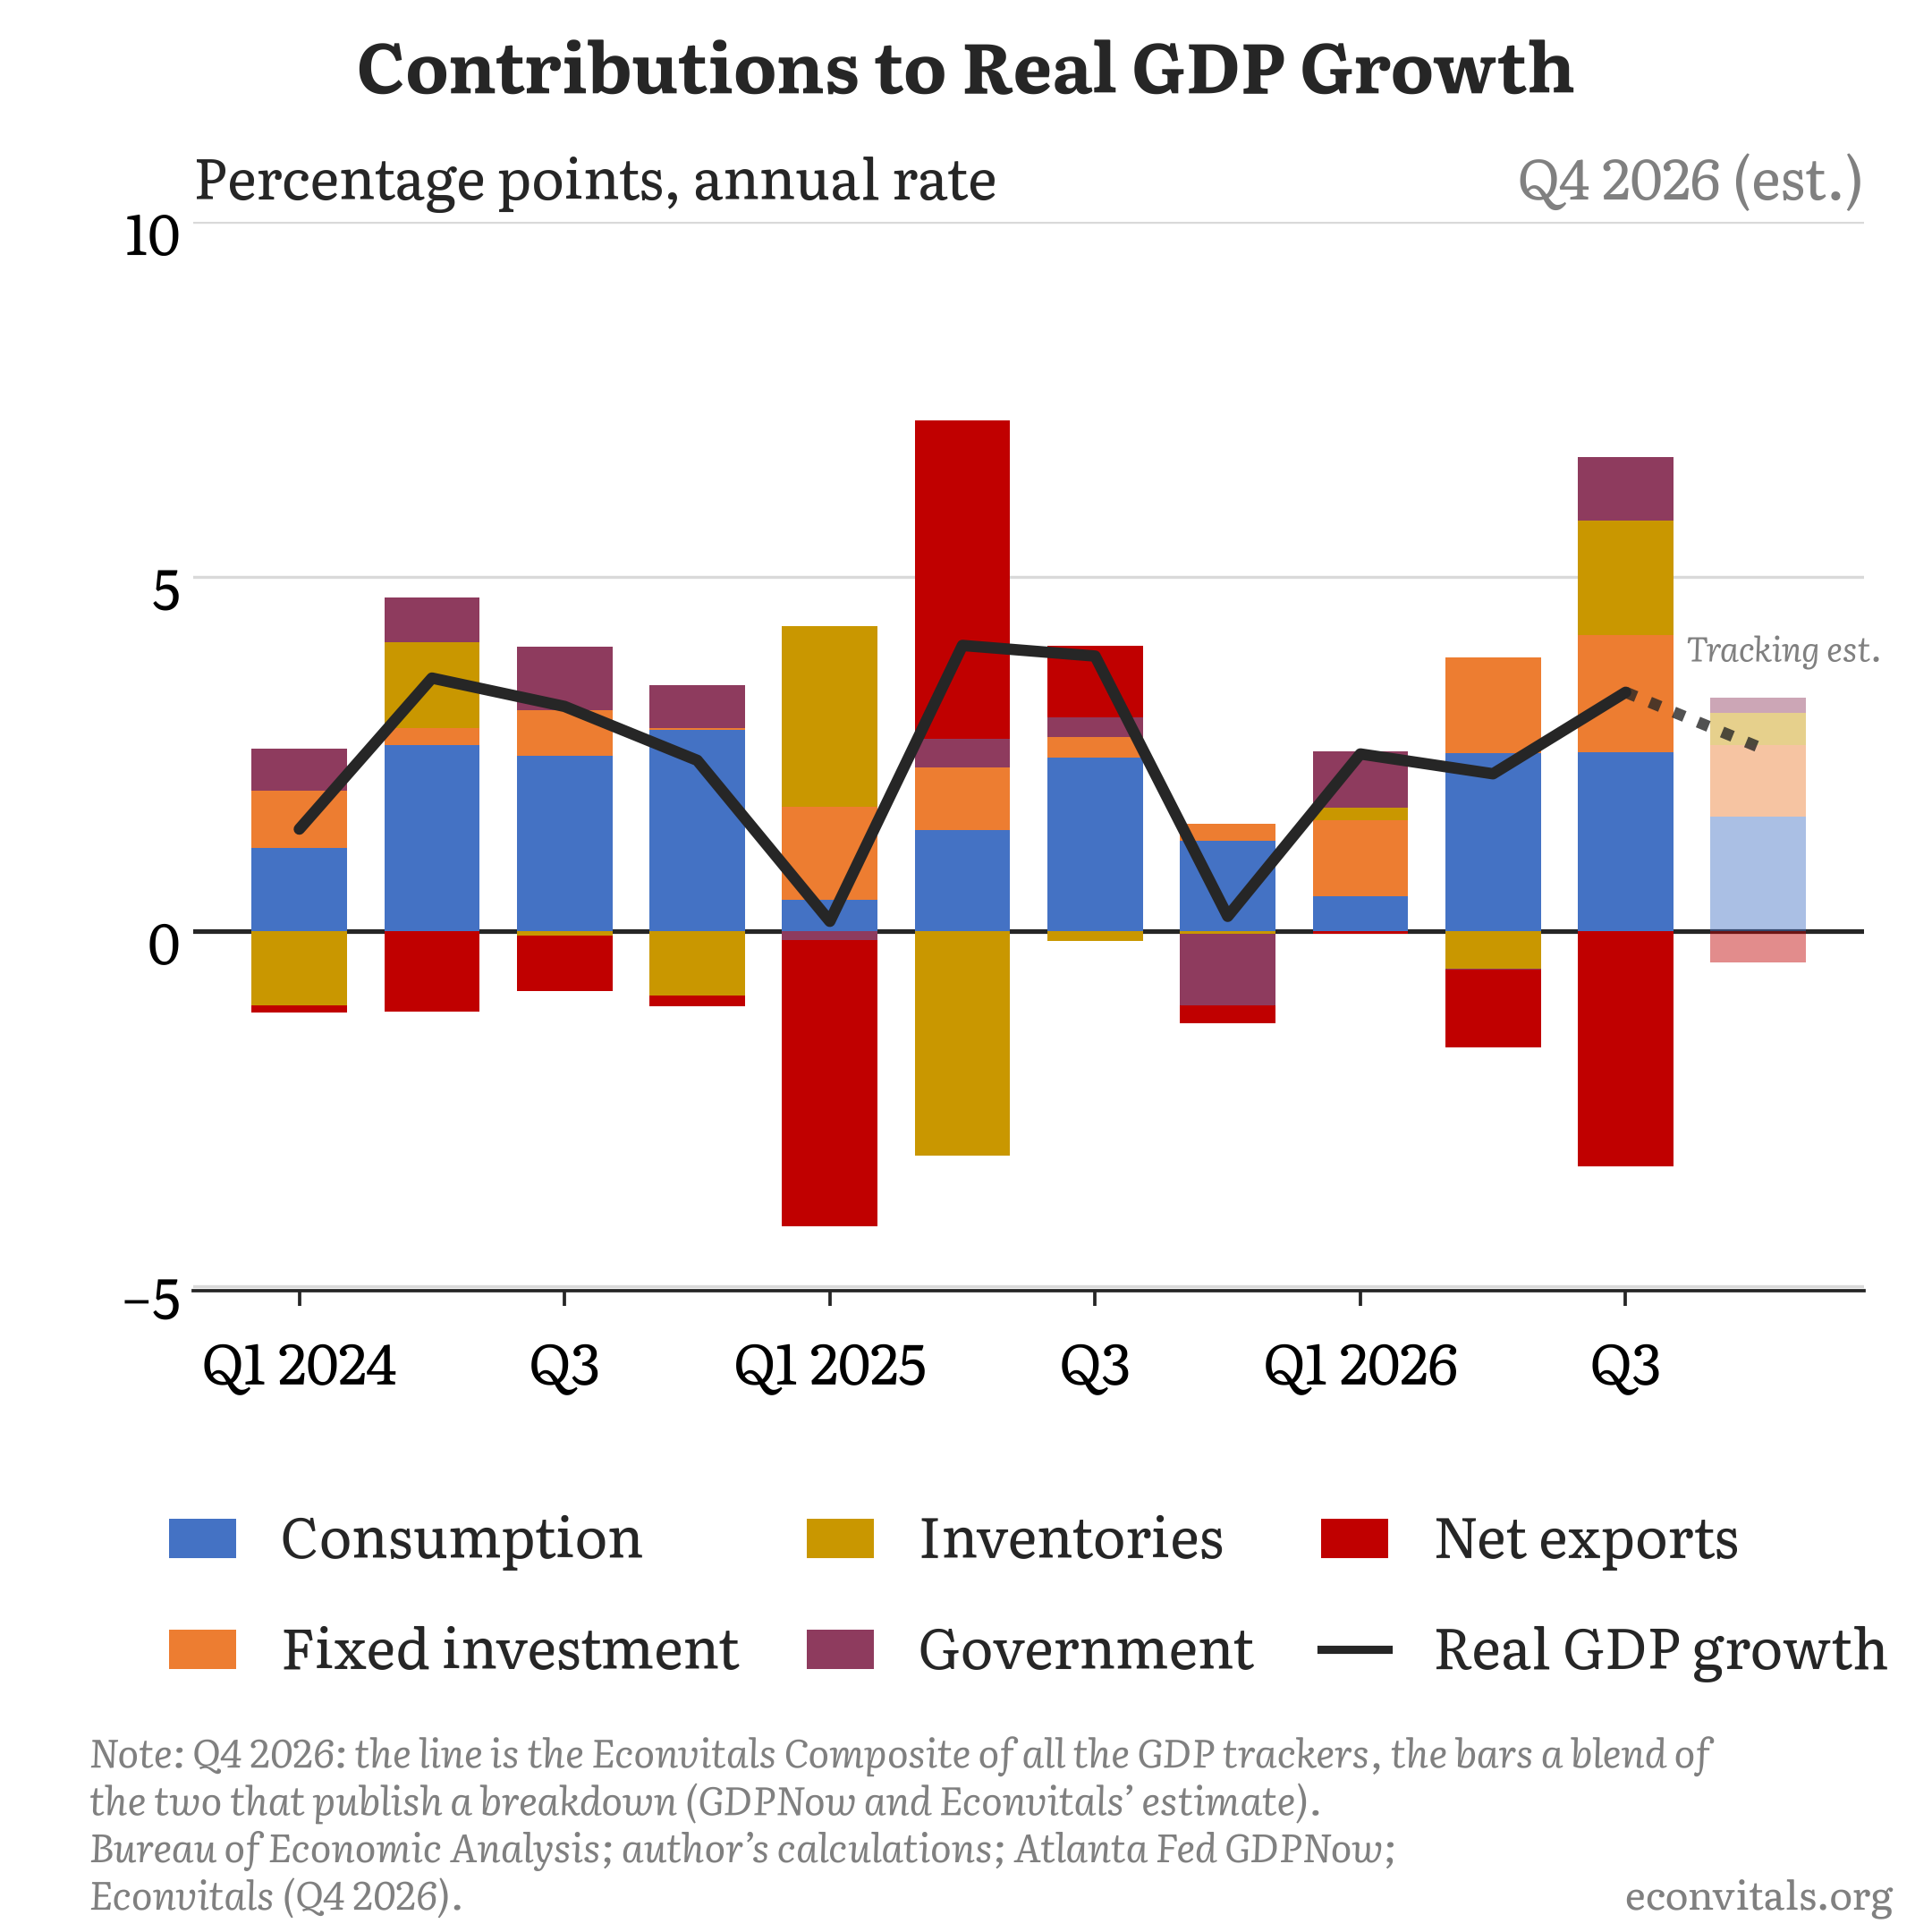 Contributions to Real GDP Growth
Percentage points, annual rate
Q4 2026 (est.)
10
5
0
−5
Tracking est.
Q1 2024
Q3
Q1 2025
Q3
Q1 2026
Q3
Consumption
Inventories
Net exports
Fixed investment
Government
Real GDP growth
Note: Q4 2026: the line is the Econvitals Composite of all the GDP trackers, the bars a blend of
the two that publish a breakdown (GDPNow and Econvitals’ estimate).
Bureau of Economic Analysis; author’s calculations; Atlanta Fed GDPNow;
Econvitals (Q4 2026).
econvitals.org